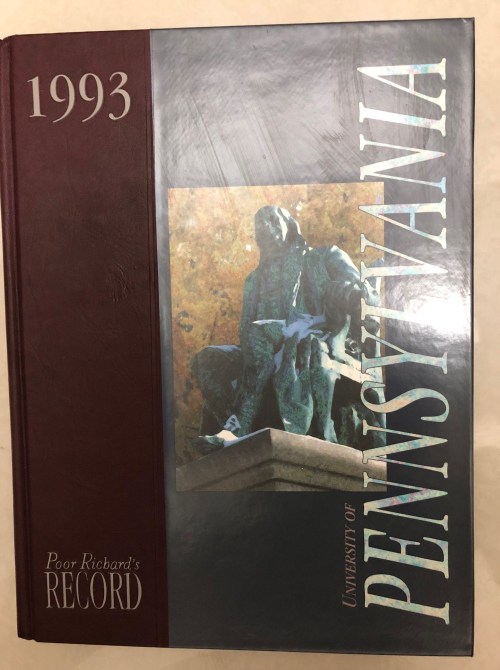 1993
Poor Richard's
RECORD
UNIVERSITY OF
PENNSYLVANIA